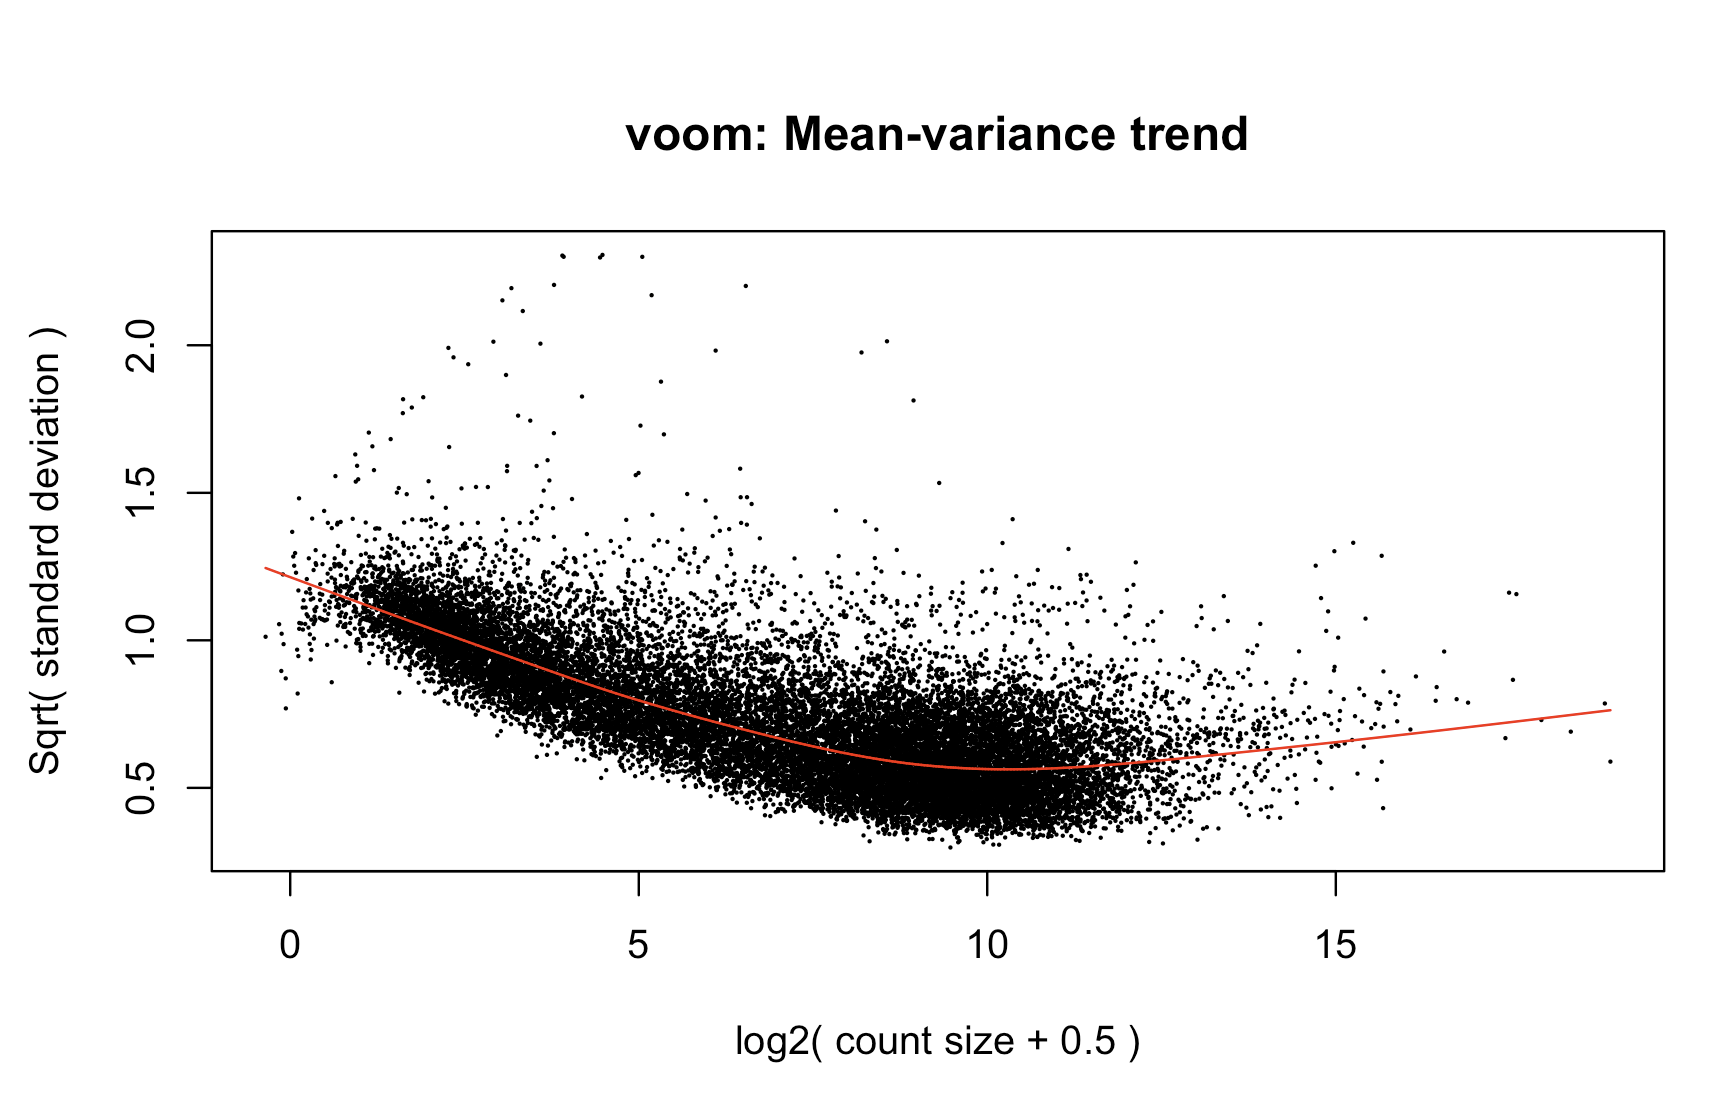 voom: Mean-variance trend
Sqrt( standard deviation )
2.0
1.5
1.0
0.5
0
5
10
15
log2( count size + 0.5 )